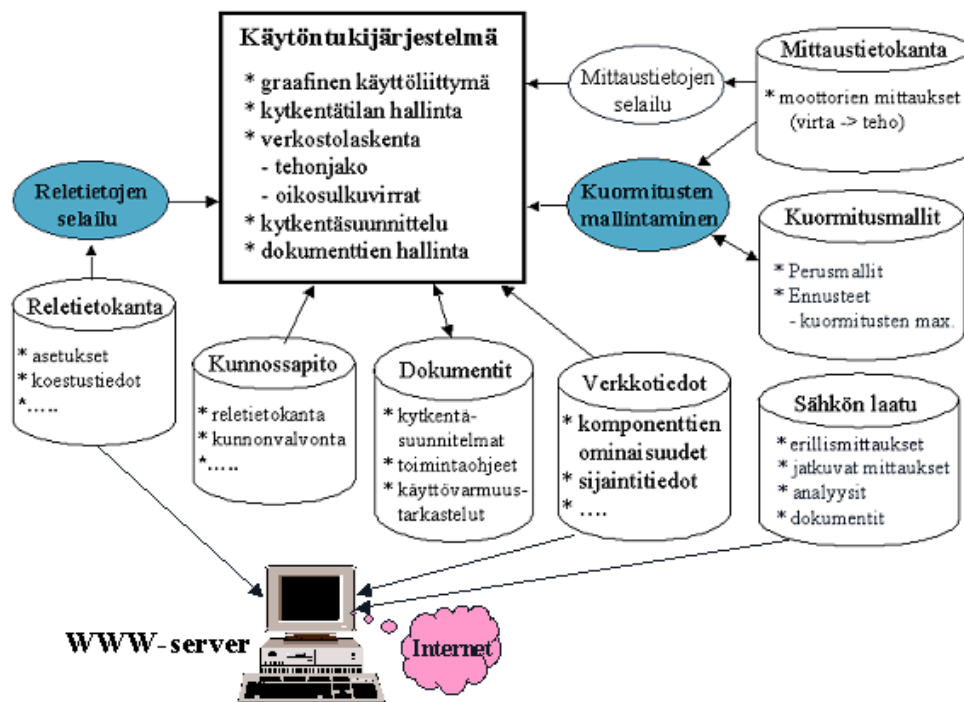 Käytöntukijärjestelmä
* graafinen käyttöliittymä
* kytkentätilan hallinta
* verkostolaskenta
- tehonjako
- oikosulkuvirrat
* kytkentäsuunnittelu
* dokumenttien hallinta
Mittaustietojen
selailu
Mittaustietokanta
* moottorien mittaukset
(virta -> teho)
Reletietojen
selailu
Kuormitusten
mallintaminen
Kuormitusmallit
* Perusmallit
* Ennusteet
- kuormitusten max.
Reletietokanta
* asetukset
* koestustiedot
*.....
Kunnossapito
* reletietokanta
* kunnonvalvonta
*.....
Dokumentit
* kytkentä-
suunnitelmat
* toimintaohjeet
* käyttövarmuus-
tarkastelut
Verkkotiedot
* komponenttien
ominaisuudet
* sijaintitiedot
* ....
Sähkön laatu
* erillismittaukset
* jatkuvat mittaukset
* analyysit
* dokumentit
WWW-server
Internet